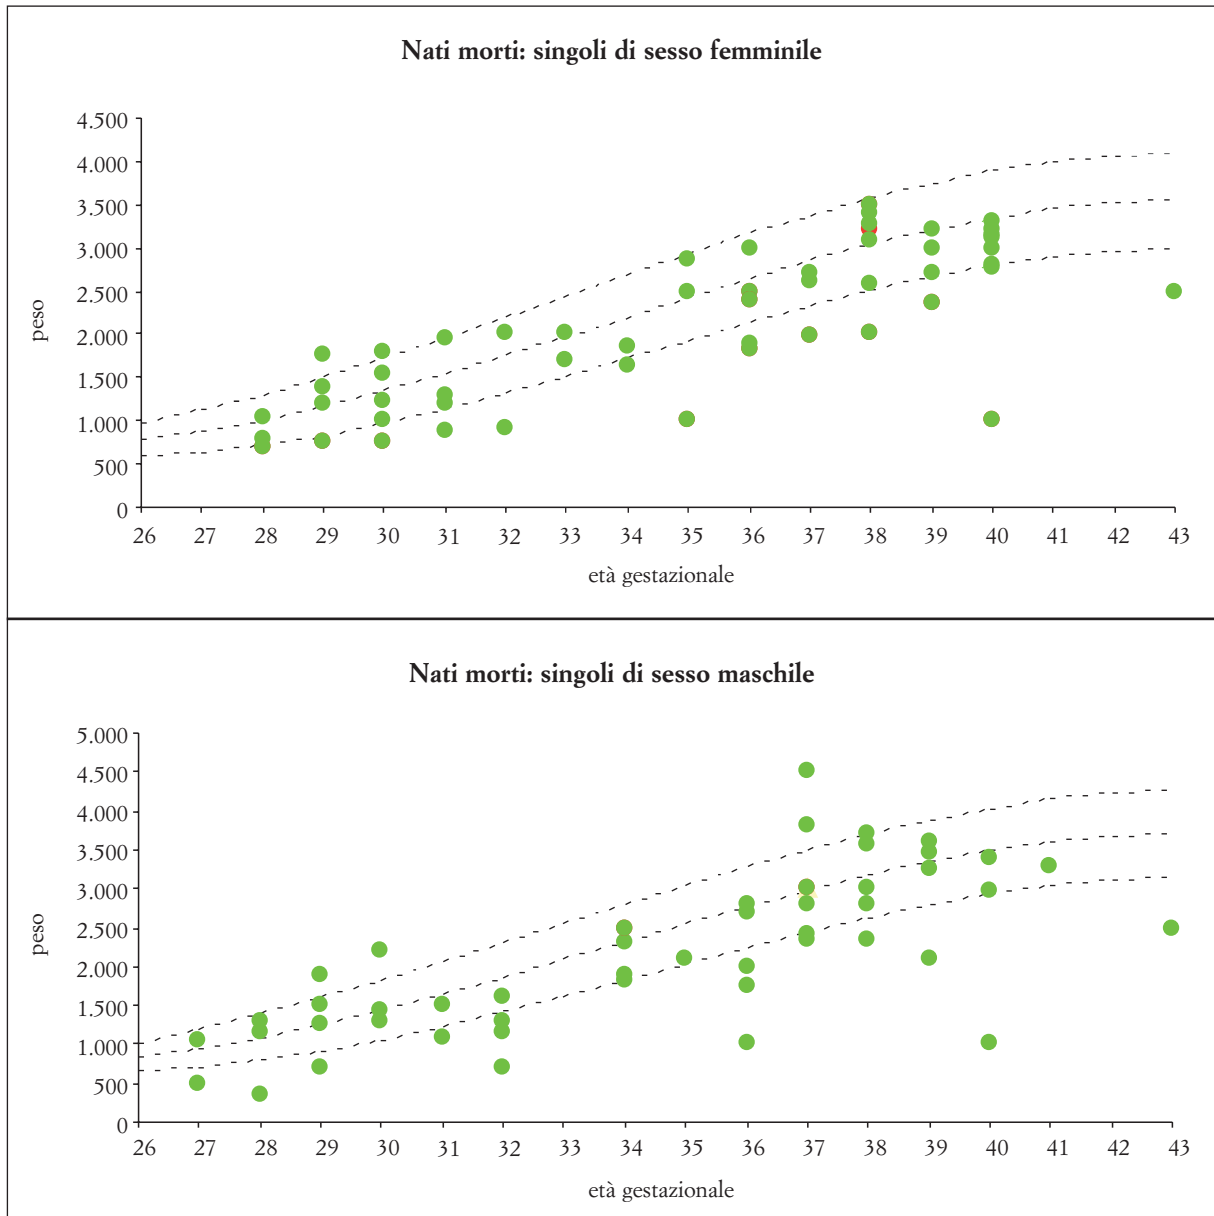 Nati morti: singoli di sesso femminile
4.500
4.000
3.500
3.000
2.500
2.000
1.500
1.000
500
0
peso
26 27 28 29 30 31 32 33 34 35 36 37 38 39 40 41 42 43
età gestazionale
Nati morti: singoli di sesso maschile
5.000
4.500
4.000
3.500
3.000
2.500
2.000
1.500
1.000
500
0
peso
26 27 28 29 30 31 32 33 34 35 36 37 38 39 40 41 42 43
età gestazionale